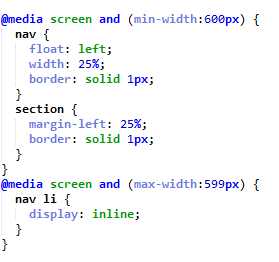 @media screen and (min-width:600px) {
  nav {
    float: left;
    width: 25%;
    border: solid 1px;
  }
  section {
    margin-left: 25%;
    border: solid 1px;
  }
}
@media screen and (max-width:599px) {
  nav li {
    display: inline;
  }
}